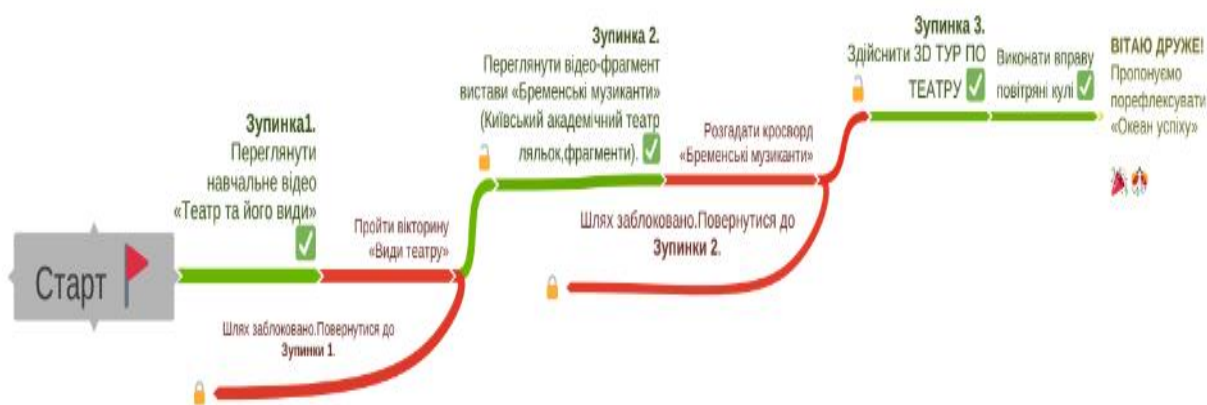 Старт
Зупинка1.
Переглянути
навчальне відео
«Театр та його види»
Пройти вікторину
«Види театру»
Шлях заблоковано.Повернутися до
Зупинки 1.
Зупинка 2.
Переглянути відео-фрагмент
вистави «Бременські музиканти»
(Київський академічний театр
ляльок,фрагменти).
Розгадати кросворд
«Бременські музиканти»
Шлях заблоковано.Повернутися до
Зупинки 2.
Зупинка 3.
Здійснити 3D ТУР ПО
ТЕАТРУ
Виконати вправу
повітряні кулі
ВІТАЮ ДРУЖЕ!
Пропонуємо
порефлексувати
«Океан успіху»